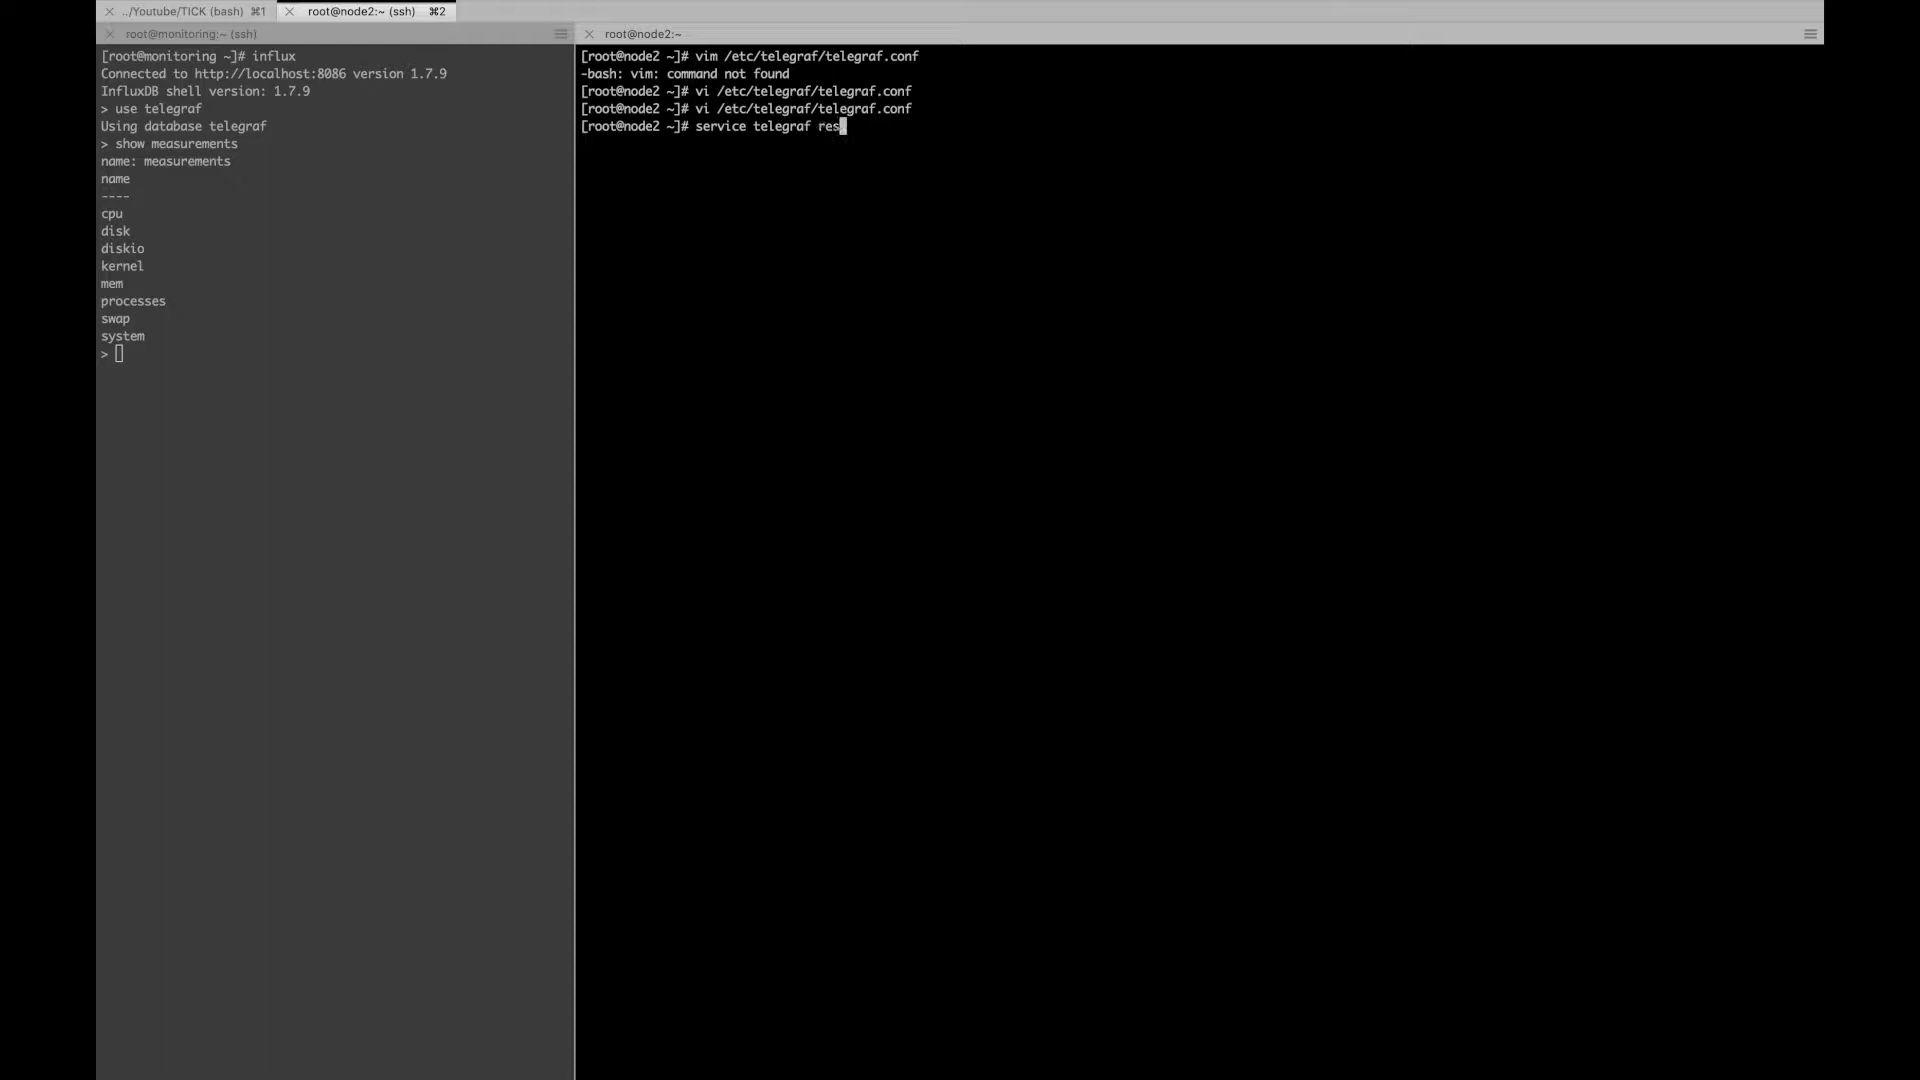 ../Youtube/TICK (bash) ⌘1
root@node2:~ (ssh) ⌘2
root@monitoring:~ (ssh)
[root@monitoring ~]# influx
Connected to http://localhost:8086 version 1.7.9
InfluxDB shell version: 1.7.9
> use telegraf
Using database telegraf
> show measurements
name: measurements
name
----
cpu
disk
diskio
kernel
mem
processes
swap
system
>
root@node2:~
[root@node2 ~]# vim /etc/telegraf/telegraf.conf
-bash: vim: command not found
[root@node2 ~]# vi /etc/telegraf/telegraf.conf
[root@node2 ~]# vi /etc/telegraf/telegraf.conf
[root@node2 ~]# service telegraf res